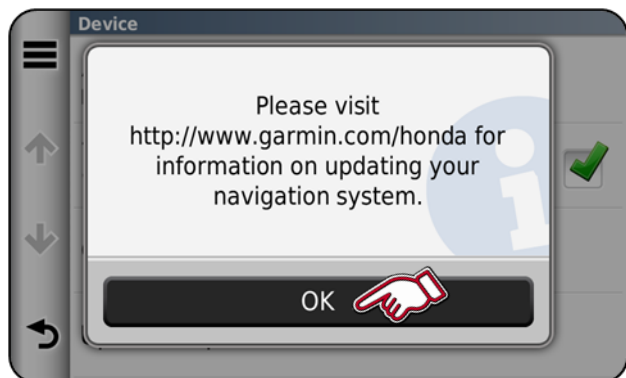 Device
Please visit
http://www.garmin.com/honda for
information on updating your
navigation system.
OK